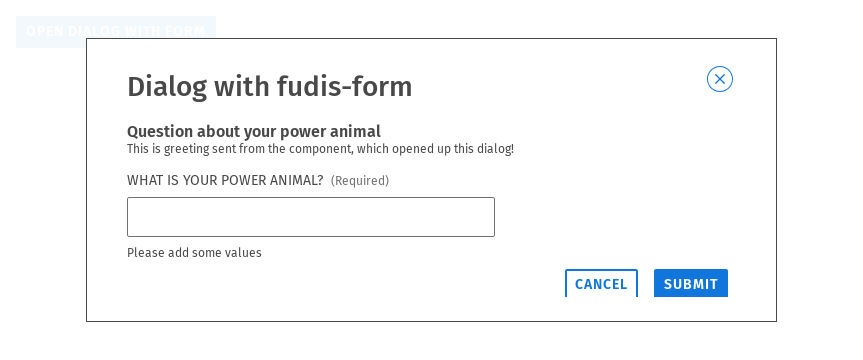 OPEN DIALOG WITH FORM
Dialog with fudis-form
Question about your power animal
This is greeting sent from the component, which opened up this dialog!
WHAT IS YOUR POWER ANIMAL? (Required)
Please add some values
CANCEL SUBMIT